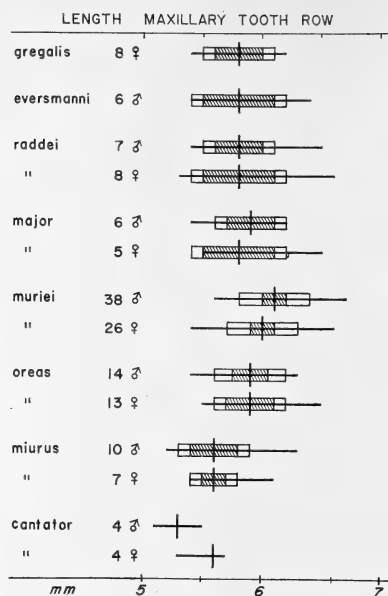 LENGTH MAXILLARY TOOTH ROW
gregalis 8 ♀
eversmanni 6 ♂
raddei 7 ♂
" 8 ♀
major 6 ♂
" 5 ♀
muriei 38 ♂
" 26 ♀
oreas 14 ♂
" 13 ♀
miurus 10 ♂
" 7 ♀
cantator 4 ♂
" 4 ♀
mm 5 6 7